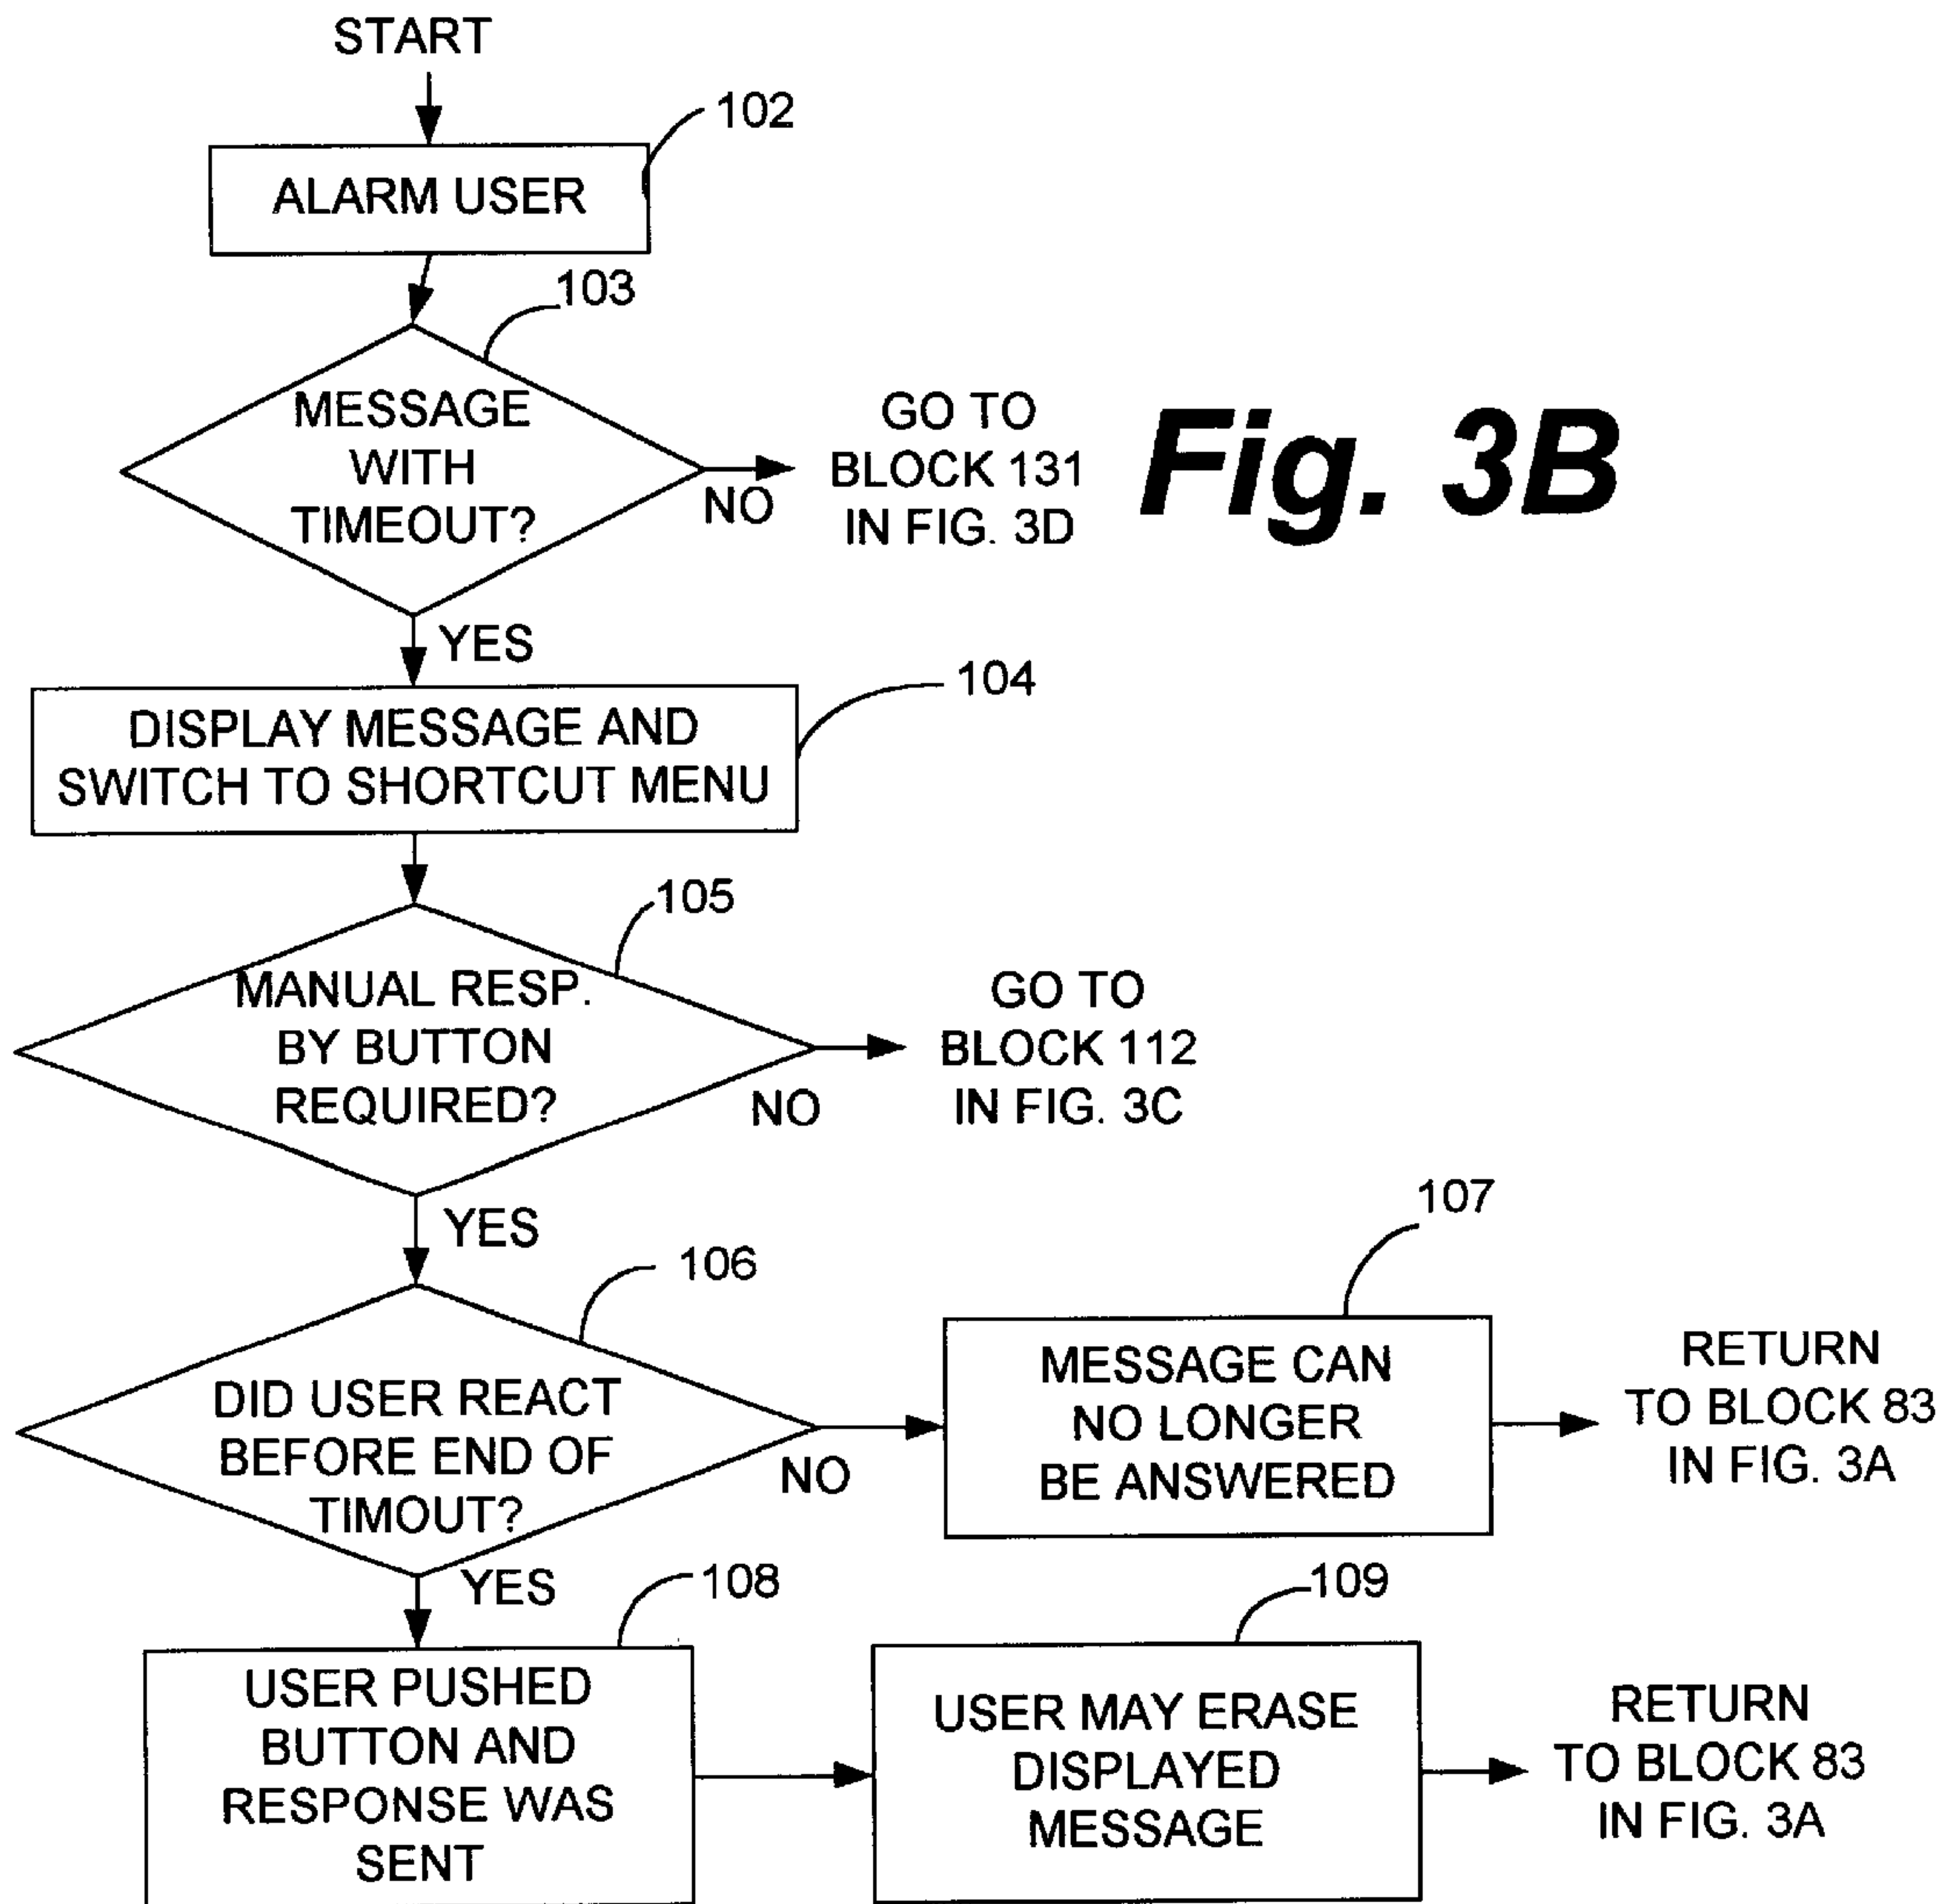 START
102
ALARM USER
103
MESSAGE
WITH
TIMEOUT?
NO
GO TO
BLOCK 131
IN FIG. 3D
Fig. 3B
YES
104
DISPLAY MESSAGE AND
SWITCH TO SHORTCUT MENU
105
MANUAL RESP.
BY BUTTON
REQUIRED?
NO
GO TO
BLOCK 112
IN FIG. 3C
YES
106
DID USER REACT
BEFORE END OF
TIMOUT?
NO
107
MESSAGE CAN
NO LONGER
BE ANSWERED
RETURN
TO BLOCK 83
IN FIG. 3A
YES
108
USER PUSHED
BUTTON AND
RESPONSE WAS
SENT
109
USER MAY ERASE
DISPLAYED
MESSAGE
RETURN
TO BLOCK 83
IN FIG. 3A